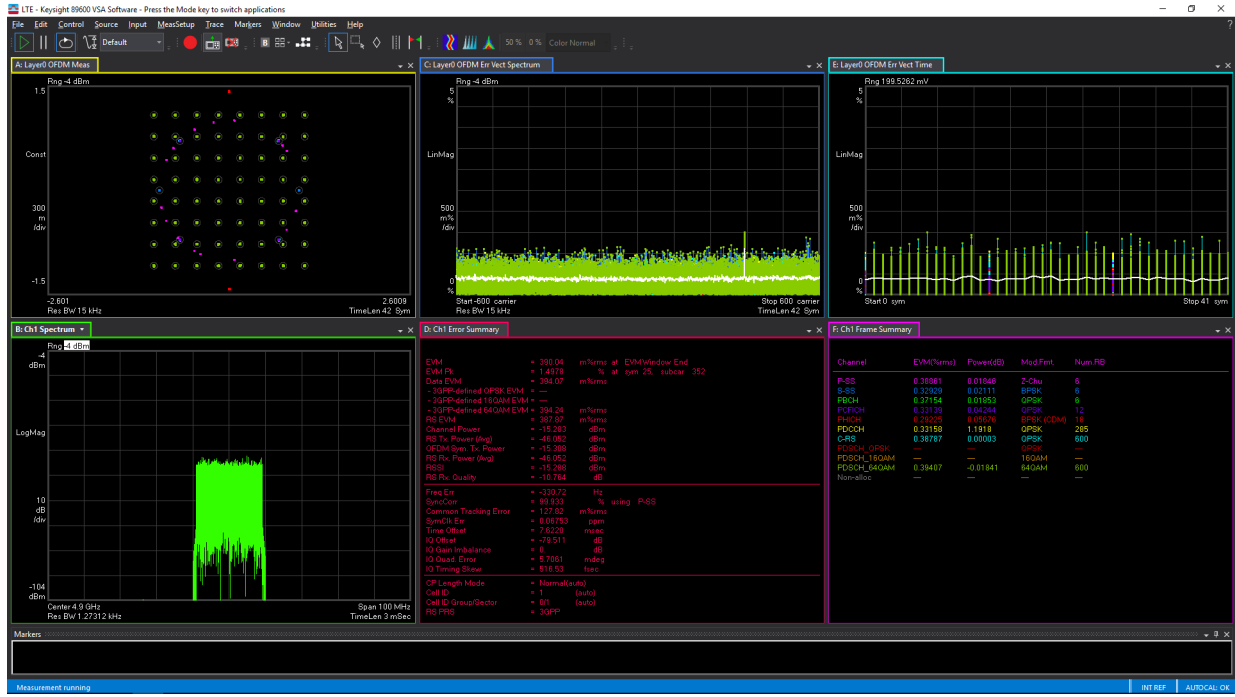 LTE - Keysight 89600 VSA Software - Press the Mode key to switch applications
File Edit Control Source Input MeasSetup Trace Markers Window Utilities Help ?
Default B 50 % 0 % Color Normal
A: Layer0 OFDM Meas
Rng -4 dBm
1.5
Const
300
m
/div
-1.5
-2.601 2.6009
Res BW 15 kHz TimeLen 42 Sym
C: Layer0 OFDM Err Vect Spectrum
Rng -4 dBm
5
%
LinMag
500
m%
/div
0
%
Start -600 carrier Stop 600 carrier
Res BW 15 kHz TimeLen 42 Sym
E: Layer0 OFDM Err Vect Time
Rng 199.5262 mV
5
%
LinMag
500
m%
/div
0
%
Start 0 sym Stop 41 sym
B: Ch1 Spectrum
Rng -4 dBm
-4
dBm
LogMag
10
dB
/div
-104
dBm
Center 4.9 GHz Span 100 MHz
Res BW 1.27312 kHz TimeLen 3 mSec
D: Ch1 Error Summary
EVM = 390.04 m%rms at EVMWindow End
EVM Pk = 1.4979 % at sym 25, subcar 352
Data EVM = 394.07 m%rms
- 3GPP-defined QPSK EVM = —
- 3GPP-defined 16QAM EVM = —
- 3GPP-defined 64QAM EVM = 394.24 m%rms
RS EVM = 387.87 m%rms
Channel Power = -15.283 dBm
RS Tx. Power (Avg) = -46.052 dBm
OFDM Sym. Tx. Power = -15.308 dBm
RS Rx. Power (Avg) = -46.052 dBm
RSSI = -15.286 dBm
RS Rx. Quality = -10.764 dB
Freq Err = -330.72 Hz
SyncCorr = 99.933 % using P-SS
Common Tracking Error = 127.82 m%rms
SymClk Err = 0.06753 ppm
Time Offset = 7.6228 msec
IQ Offset = -79.511 dB
IQ Gain Imbalance = 0 dB
IQ Quad. Error = 5.7061 mdeg
IQ Timing Skew = 516.53 fsec
CP Length Mode = Normal(auto)
Cell ID = 1 (auto)
Cell ID Group/Sector = 0/1 (auto)
RS PRS = 3GPP
F: Ch1 Frame Summary
Channel EVM(%rms) Power(dB) Mod.Fmt Num.RB
P-SS 0.38861 0.01846 Z-Chu 6
S-SS 0.32929 0.02111 BPSK 6
PBCH 0.37154 0.01853 QPSK 6
PCFICH 0.33139 0.04244 QPSK 12
PHICH 0.29225 0.05676 BPSK (CDM) 18
PDCCH 0.33158 1.1918 QPSK 285
C-RS 0.38787 0.00003 QPSK 600
PDSCH_QPSK — — QPSK —
PDSCH_16QAM — — 16QAM —
PDSCH_64QAM 0.39407 -0.01841 64QAM 600
Non-alloc — — — —
Markers
Measurement running INT REF AUTOCAL: OK